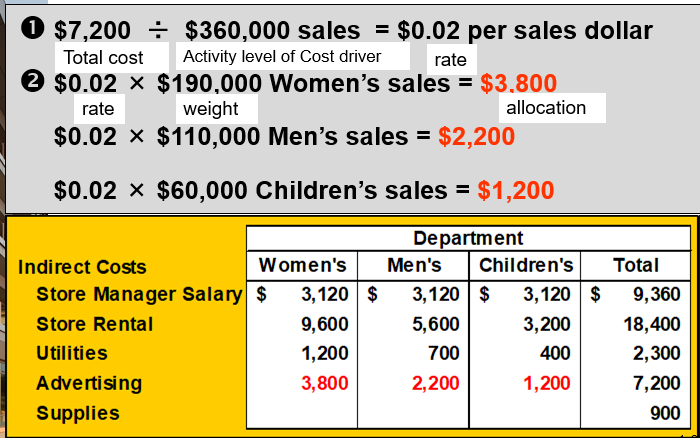 ❶ $7,200 ÷ $360,000 sales = $0.02 per sales dollar
Total cost Activity level of Cost driver rate
❷ $0.02 × $190,000 Women’s sales = $3,800
rate weight allocation
$0.02 × $110,000 Men’s sales = $2,200
$0.02 × $60,000 Children’s sales = $1,200
Department
Indirect Costs Women's Men's Children's Total
Store Manager Salary $ 3,120 $ 3,120 $ 3,120 $ 9,360
Store Rental 9,600 5,600 3,200 18,400
Utilities 1,200 700 400 2,300
Advertising 3,800 2,200 1,200 7,200
Supplies 900